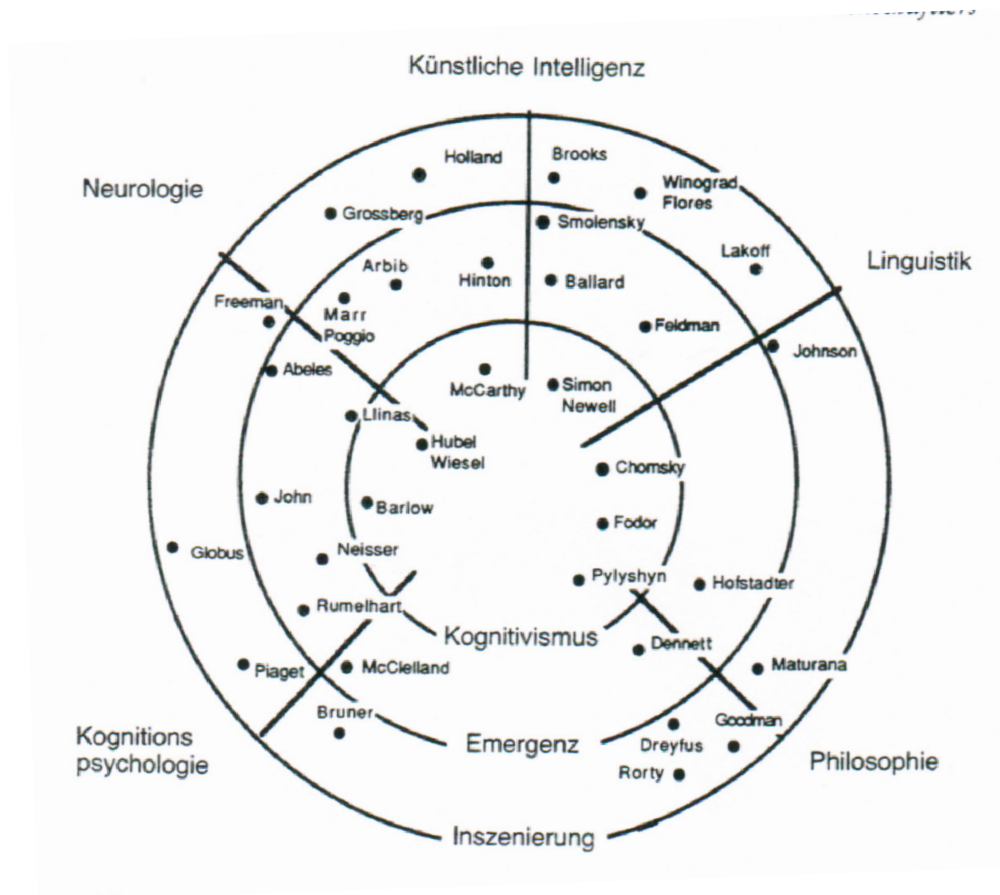 Künstliche Intelligenz
Holland
Brooks
Neurologie
Winograd
Flores
Grossberg
Smolensky
Lakoff
Linguistik
Arbib
Hinton
Ballard
Freeman
Marr
Poggio
Feldman
Johnson
Abeles
McCarthy
Simon
Newell
Llinas
Hubel
Wiesel
Chomsky
John
Barlow
Fodor
Globus
Neisser
Pylyshyn
Hofstadter
Rumelhart
Kognitivismus
Dennett
Piaget
McClelland
Maturana
Bruner
Goodman
Kognitions
psychologie
Emergenz
Dreyfus
Rorty
Philosophie
Inszenierung